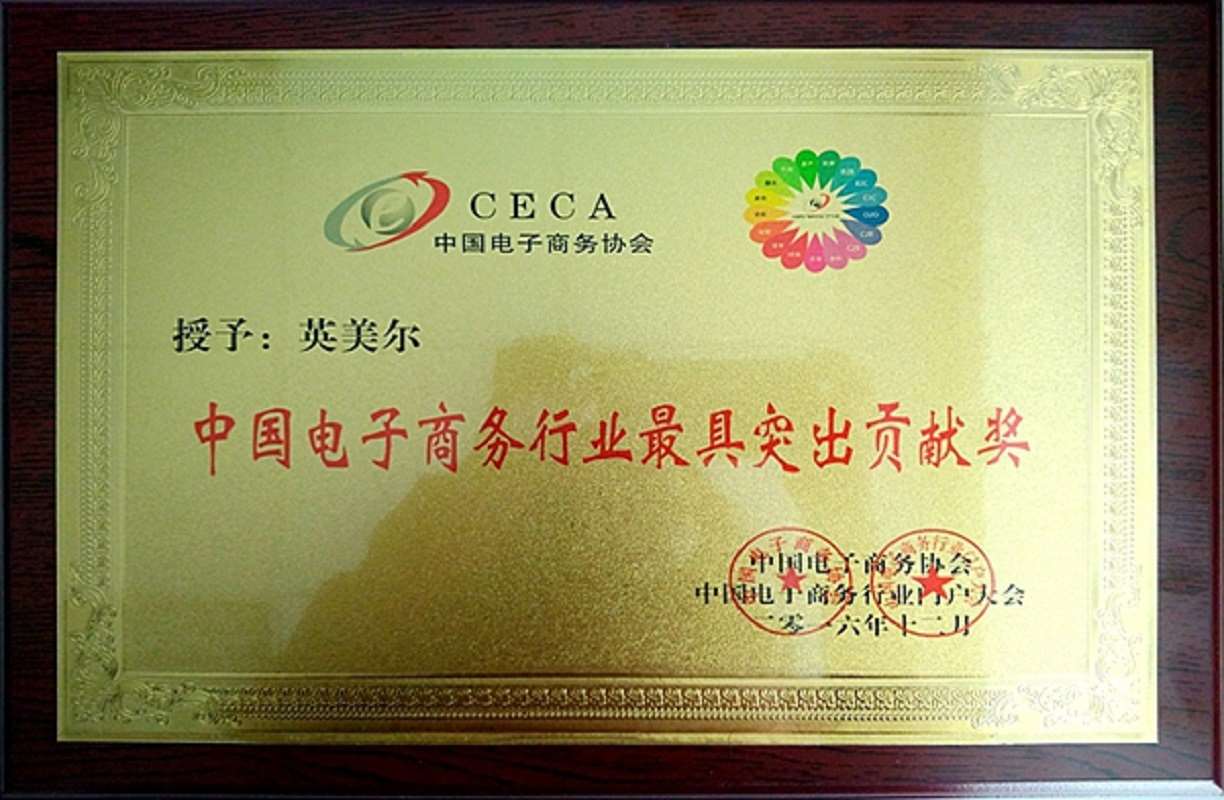 CECA
中国电子商务协会
授予：英美尔
中国电子商务行业最具突出贡献奖
中国电子商务协会
中国电子商务行业门户大会
二零一六年十二月